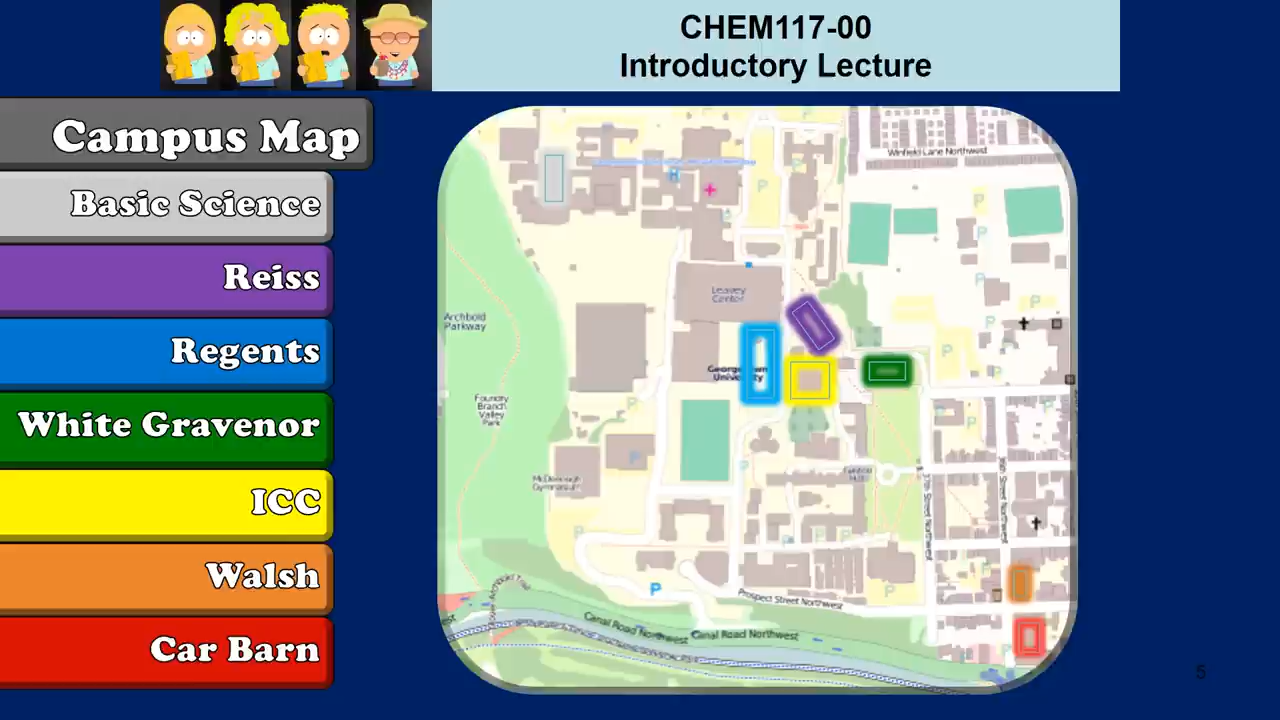 CHEM117-00
Introductory Lecture
Campus Map
Basic Science
Reiss
Regents
White Gravenor
ICC
Walsh
Car Barn
Winfield Lane Northwest
P
P
P
P
H
Leavey
Center
P
Archbold
Parkway
P
P
Georgetown
University
P
Foundry
Branch
Valley
Park
P
P
P
P
P
McDonough
Gymnasium
37th Street Northwest
36th Street Northwest
P
P
P
P
P
P
Prospect Street Northwest
Canal Road Northwest
Canal Road Northwest
P
5